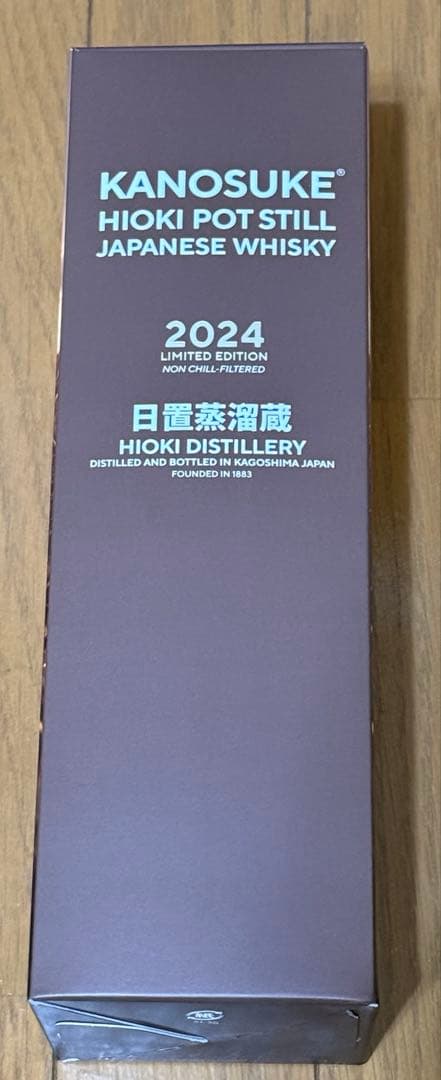 KANOSUKE®
HIOKI POT STILL
JAPANESE WHISKY
2024
LIMITED EDITION
NON CHILL-FILTERED
日置蒸溜蔵
HIOKI DISTILLERY
DISTILLED AND BOTTLED IN KAGOSHIMA JAPAN
FOUNDED IN 1883